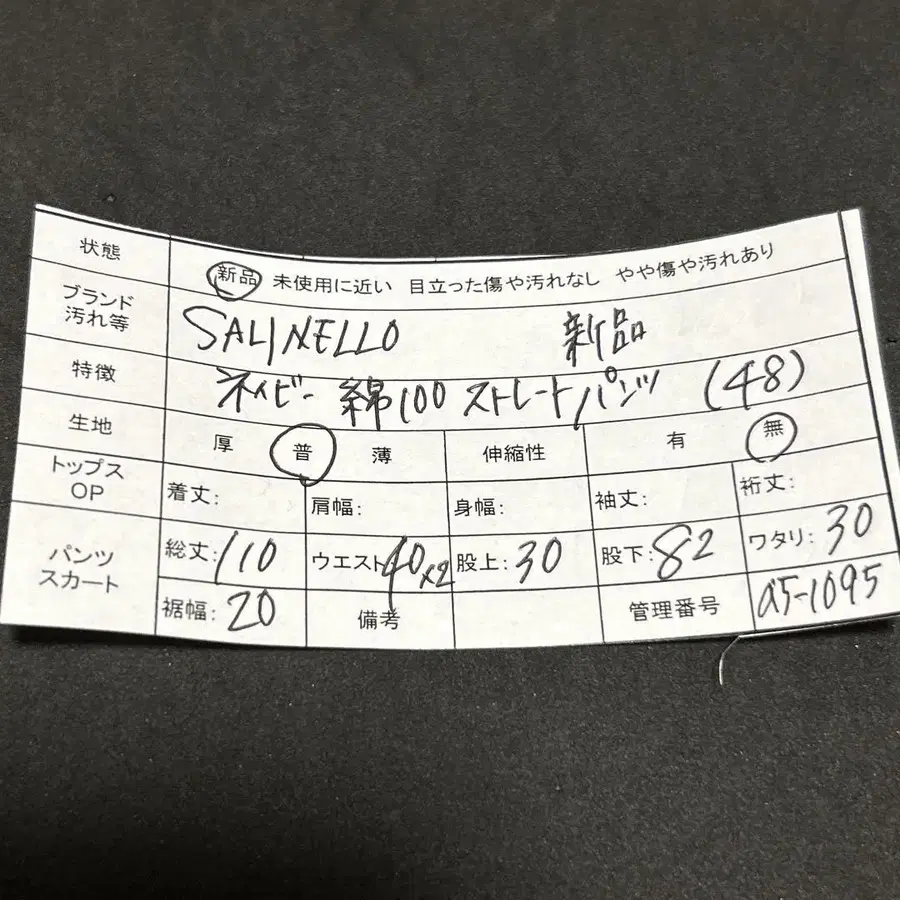 状態 新品 未使用に近い 目立った傷や汚れなし やや傷や汚れあり
ブランド 汚れ等 SALINELLO 新品
特徴 ネイビー 綿100 ストレートパンツ (48)
生地 厚 普 薄 伸縮性 有 無
トップス OP 着丈: 肩幅: 身幅: 袖丈: 裄丈:
パンツ スカート 総丈: 110 ウエスト 40x2 股上: 30 股下: 82 ワタリ: 30
裾幅: 20 備考 管理番号 a5-1095